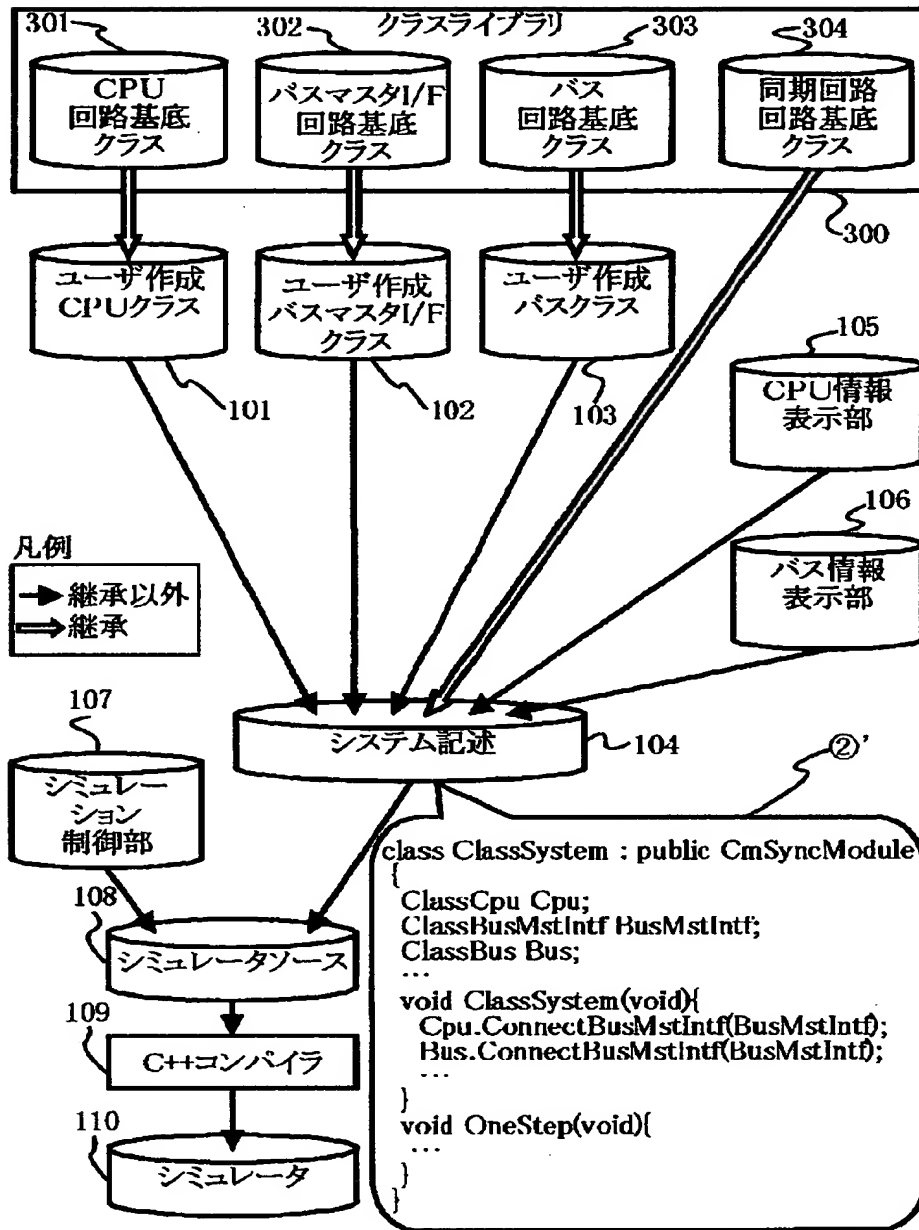 クラスライブラリ
301
302
303
304
CPU
回路基底
クラス
バスマスタI/F
回路基底
クラス
バス
回路基底
クラス
同期回路
回路基底
クラス
300
ユーザ作成
CPUクラス
ユーザ作成
バスマスタI/F
クラス
ユーザ作成
バスクラス
101
102
103
105
CPU情報
表示部
106
バス情報
表示部
凡例
継承以外
継承
107
シミュレー
ション
制御部
システム記述
104
②'
class ClassSystem : public CmSyncModule
{
ClassCpu Cpu;
ClassBusMstIntf BusMstIntf;
ClassBus Bus;
...
void ClassSystem(void){
Cpu.ConnectBusMstIntf(BusMstIntf);
Bus.ConnectBusMstIntf(BusMstIntf);
...
}
void OneStep(void){
...
}
}
108
シミュレータソース
109
C++コンパイラ
110
シミュレータ